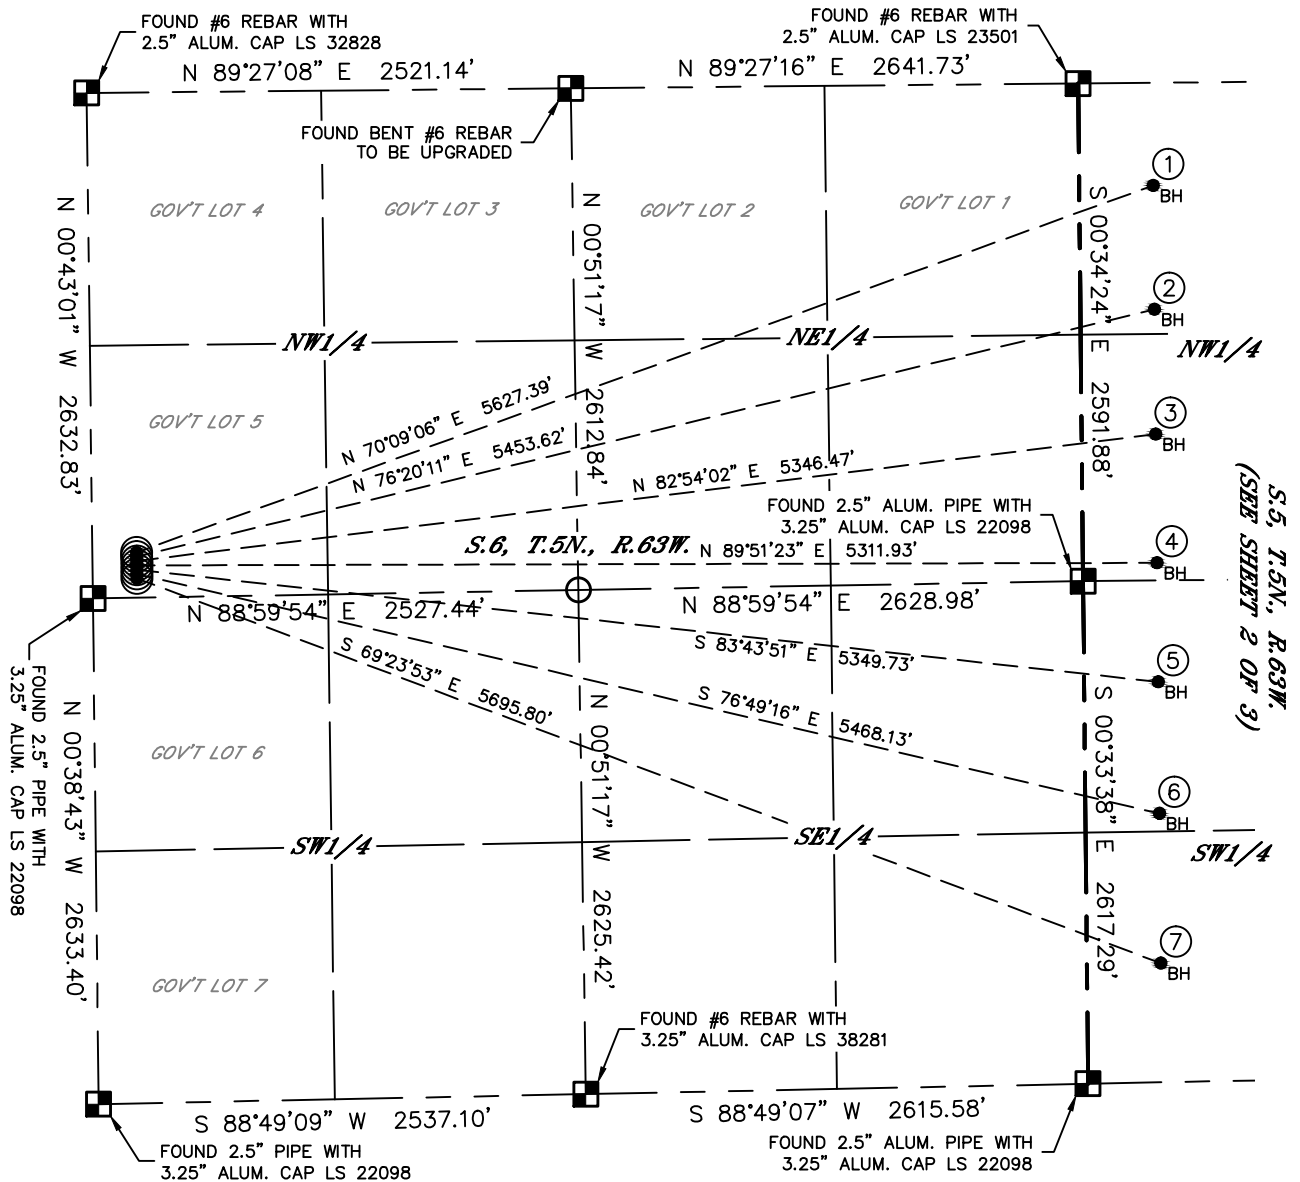 FOUND #6 REBAR WITH
2.5" ALUM. CAP LS 32828
FOUND #6 REBAR WITH
2.5" ALUM. CAP LS 23501
N 89°27'08" E 2521.14'
N 89°27'16" E 2641.73'
FOUND BENT #6 REBAR
TO BE UPGRADED
GOV'T LOT 4
GOV'T LOT 3
GOV'T LOT 2
GOV'T LOT 1
1
BH
N 00°43'01" W 2632.83'
N 00°51'17" W 2612.84'
S 00°34'24" E 2591.88'
2
BH
NW1/4
NE1/4
NW1/4
GOV'T LOT 5
N 70°09'06" E 5627.39'
N 76°20'11" E 5453.62'
N 82°54'02" E 5346.47'
3
BH
FOUND 2.5" ALUM. PIPE WITH
3.25" ALUM. CAP LS 22098
S.6, T.5N., R.63W.
N 89°51'23" E 5311.93'
4
BH
S.5, T.5N., R.63W.
(SEE SHEET 2 OF 3)
N 88°59'54" E 2527.44'
N 88°59'54" E 2628.98'
S 83°43'51" E 5349.73'
5
BH
S 69°23'53" E 5695.80'
S 76°49'16" E 5468.13'
FOUND 2.5" PIPE WITH
3.25" ALUM. CAP LS 22098
N 00°38'43" W 2633.40'
N 00°51'17" W 2625.42'
S 00°33'38" E 2617.29'
GOV'T LOT 6
6
BH
SW1/4
SE1/4
SW1/4
7
BH
GOV'T LOT 7
FOUND #6 REBAR WITH
3.25" ALUM. CAP LS 38281
S 88°49'09" W 2537.10'
S 88°49'07" W 2615.58'
FOUND 2.5" PIPE WITH
3.25" ALUM. CAP LS 22098
FOUND 2.5" ALUM. PIPE WITH
3.25" ALUM. CAP LS 22098